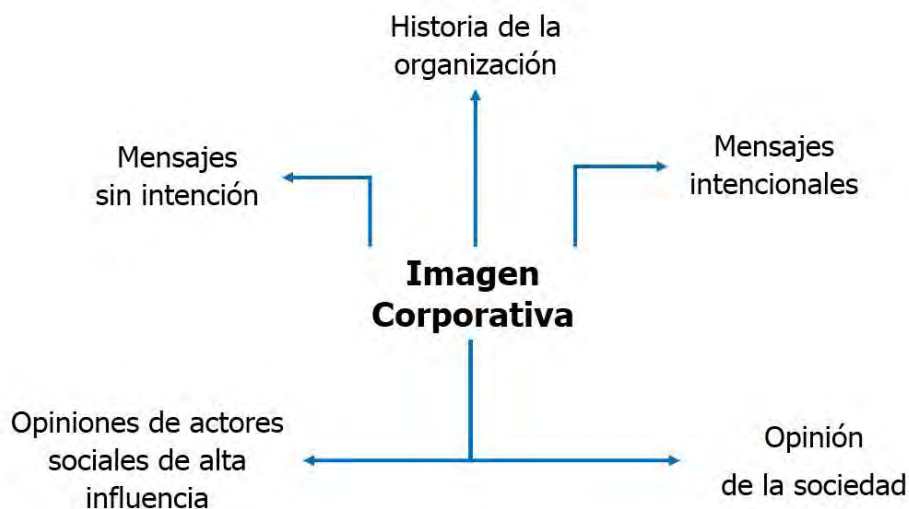 Historia de la
organización
Mensajes
sin intención
Mensajes
intencionales
Imagen
Corporativa
Opiniones de actores
sociales de alta
influencia
Opinión
de la sociedad